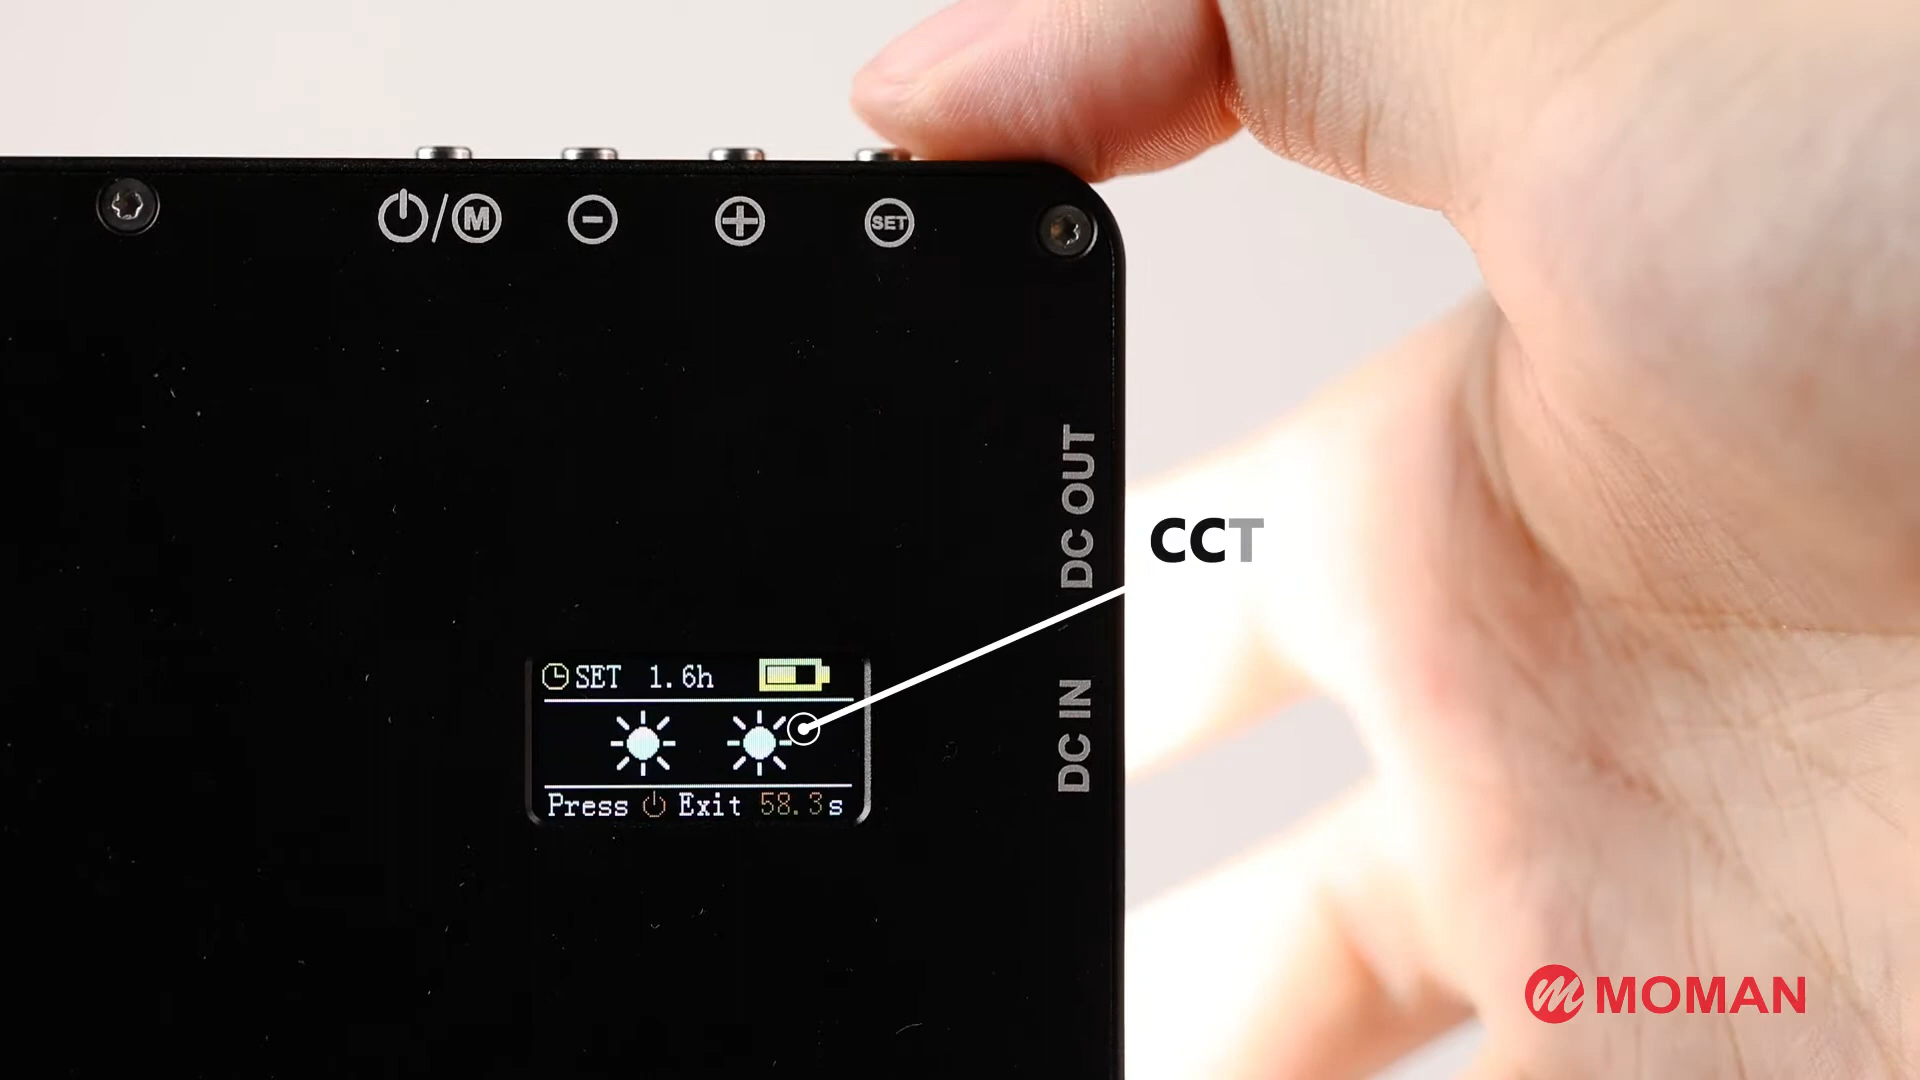 M
SET
DC OUT
CCT
SET 1.6h
DC IN
Press Exit 58.3s
MOMAN